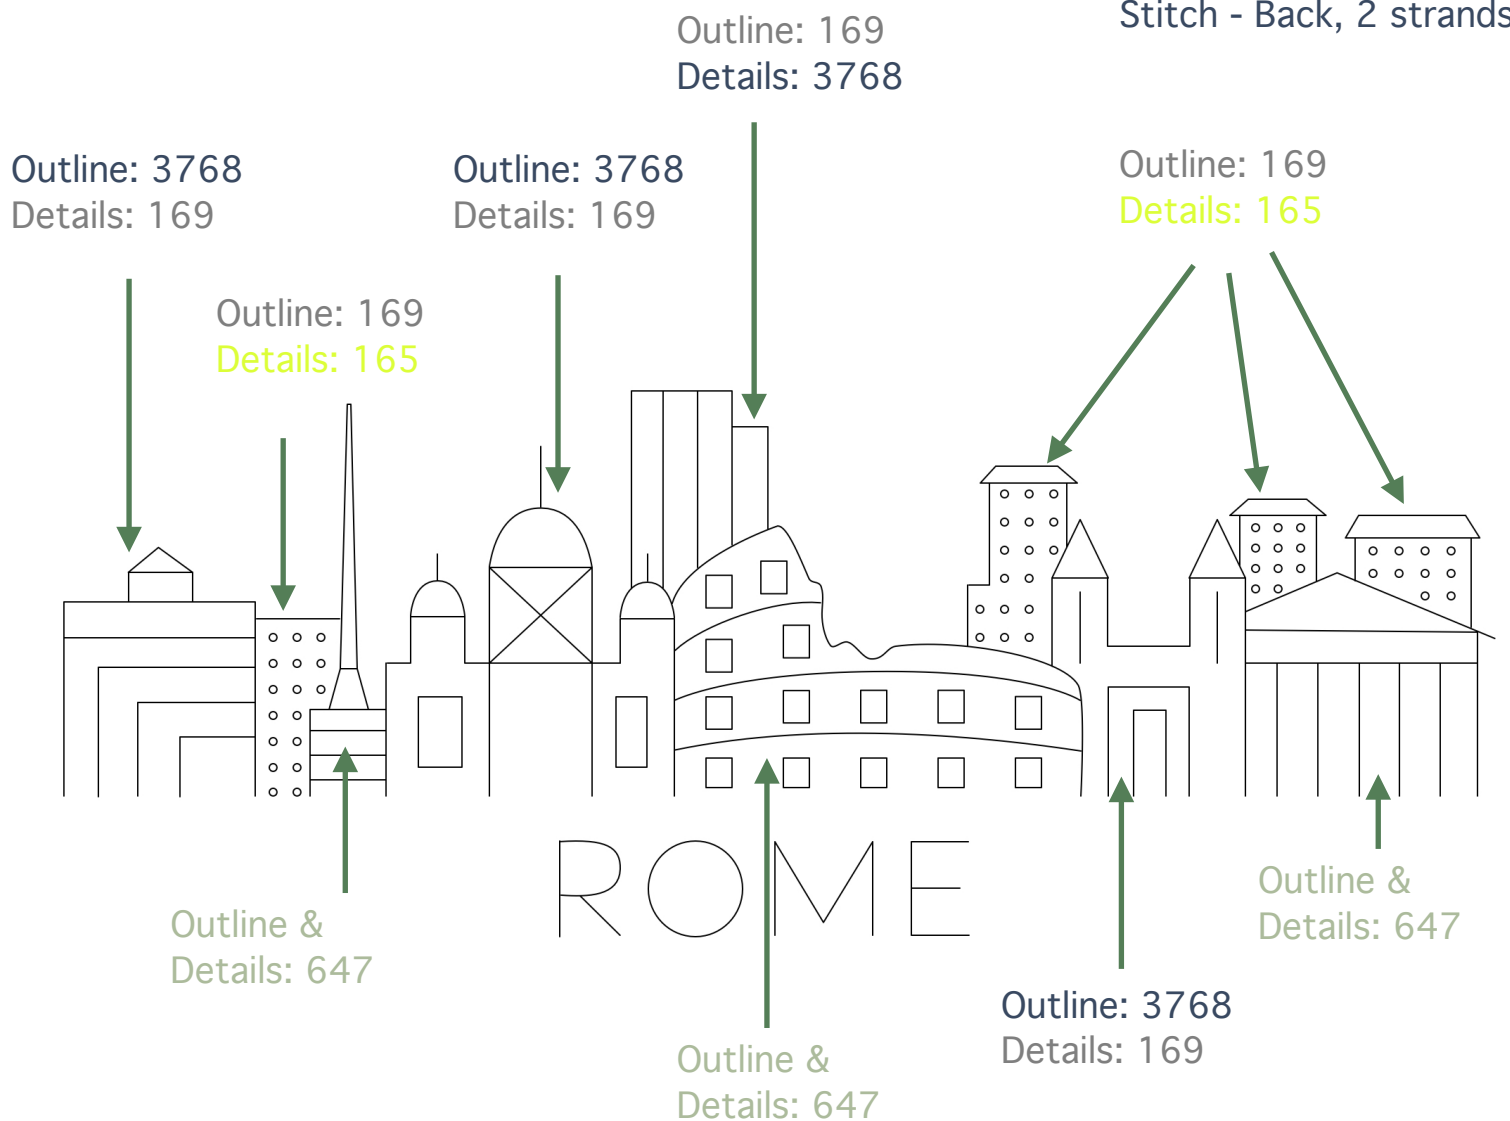 Stitch - Back, 2 strands
Outline: 169
Details: 3768
Outline: 3768
Details: 169
Outline: 3768
Details: 169
Outline: 169
Details: 165
Outline: 169
Details: 165
ROME
Outline &
Details: 647
Outline &
Details: 647
Outline: 3768
Details: 169
Outline &
Details: 647